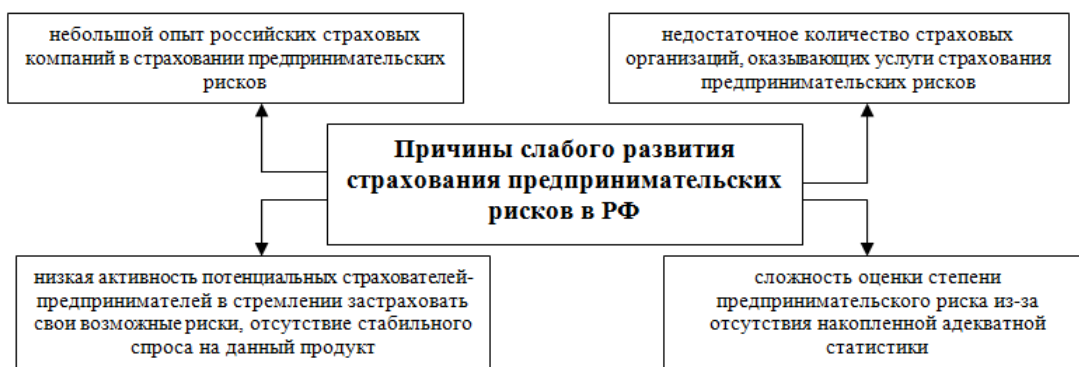 небольшой опыт российских страховых
компаний в страховании предпринимательских
рисков
недостаточное количество страховых
организаций, оказывающих услуги страхования
предпринимательских рисков
Причины слабого развития
страхования предпринимательских
рисков в РФ
низкая активность потенциальных страхователей-
предпринимателей в стремлении застраховать
свои возможные риски, отсутствие стабильного
спроса на данный продукт
сложность оценки степени
предпринимательского риска из-за
отсутствия накопленной адекватной
статистики